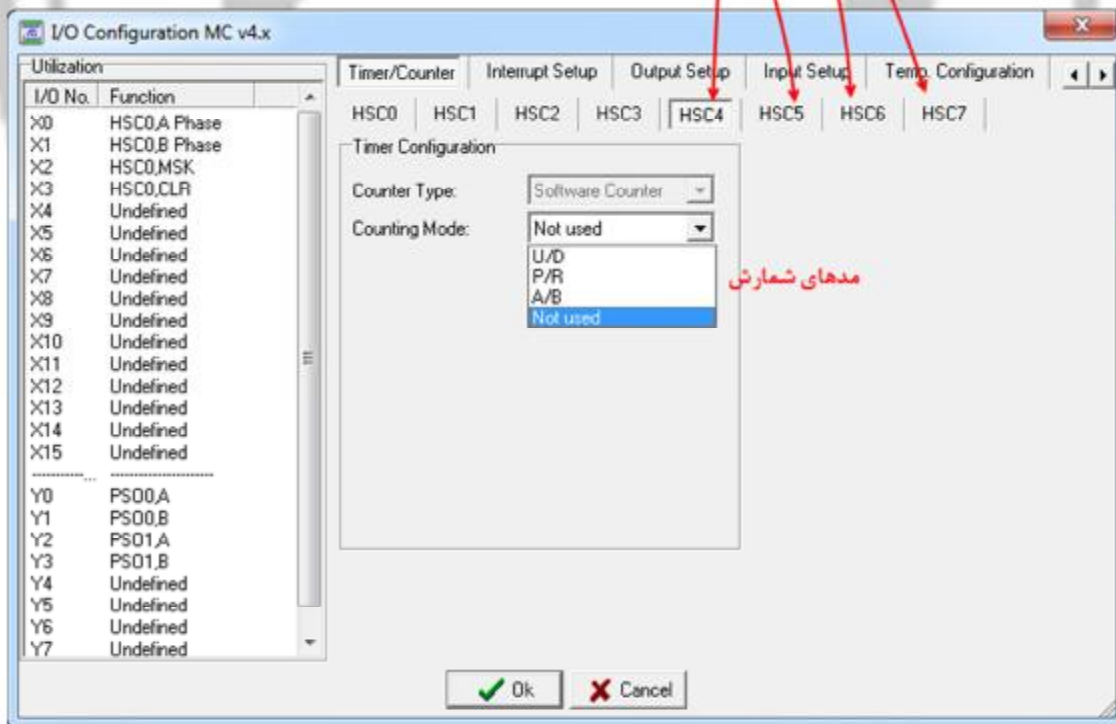 I/O Configuration MC v4.x
Utilization
I/O No. Function
X0 HSC0,A Phase
X1 HSC0,B Phase
X2 HSC0,MSK
X3 HSC0,CLR
X4 Undefined
X5 Undefined
X6 Undefined
X7 Undefined
X8 Undefined
X9 Undefined
X10 Undefined
X11 Undefined
X12 Undefined
X13 Undefined
X14 Undefined
X15 Undefined
Y0 PSO0,A
Y1 PSO0,B
Y2 PSO1,A
Y3 PSO1,B
Y4 Undefined
Y5 Undefined
Y6 Undefined
Y7 Undefined
Timer/Counter Interrupt Setup Output Setup Input Setup Temp. Configuration
HSC0 HSC1 HSC2 HSC3 HSC4 HSC5 HSC6 HSC7
Timer Configuration
Counter Type: Software Counter
Counting Mode: Not used
U/D
P/R
A/B
Not used
مدهای شمارش
Ok Cancel